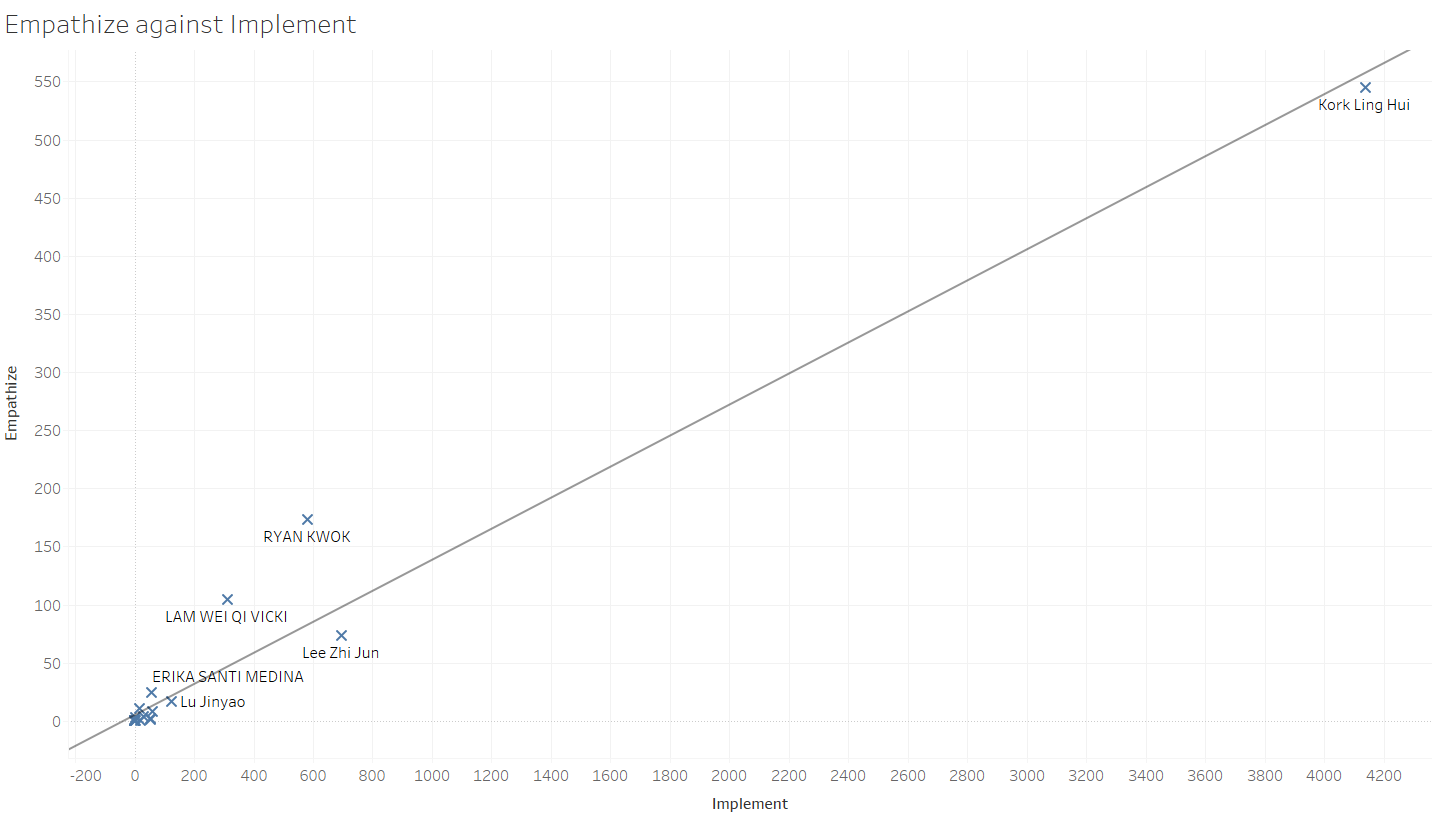 Empathize against Implement
550
500
450
400
350
300
250
200
150
100
50
0
Empathize
Kork Ling Hui
RYAN KWOK
LAM WEI QI VICKI
Lee Zhi Jun
ERIKA SANTI MEDINA
Lu Jinyao
-200 0 200 400 600 800 1000 1200 1400 1600 1800 2000 2200 2400 2600 2800 3000 3200 3400 3600 3800 4000 4200
Implement